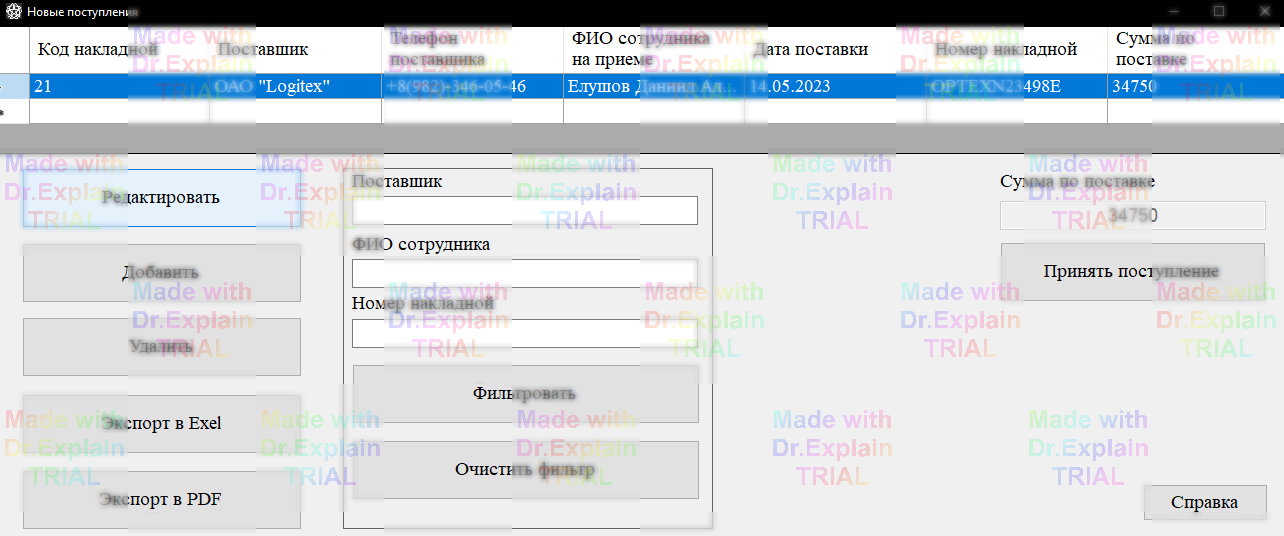 Новые поступления
Код накладной
Поставщик
Телефон
поставщика
ФИО сотрудника
на приеме
Дата поставки
Номер накладной
Сумма по
поставке
21
ОАО "Logitex"
+8(982)-346-05-46
Елушов Даниил Ал...
14.05.2023
OPTEXN23498E
34750
Редактировать
Добавить
Удалить
Экспорт в Exel
Экспорт в PDF
Поставщик
ФИО сотрудника
Номер накладной
Фильтровать
Очистить фильтр
Сумма по поставке
34750
Принять поступление
Справка
Made with
Dr.Explain
TRIAL